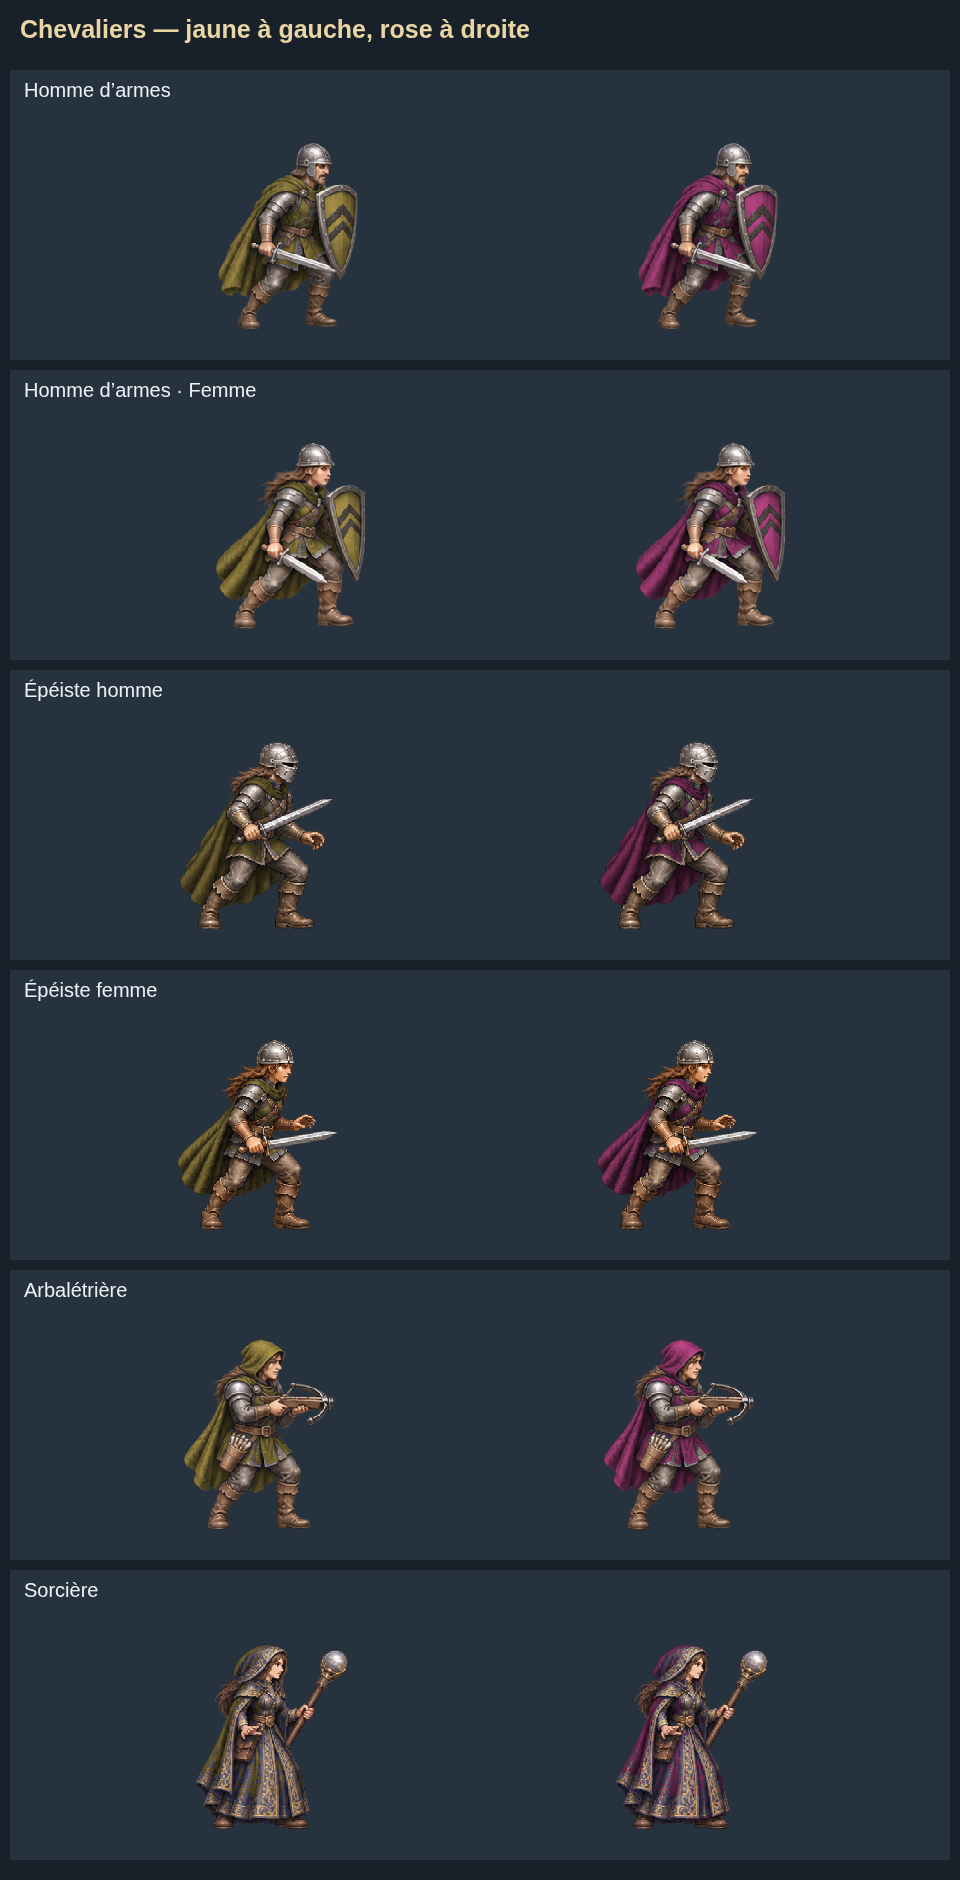 Chevaliers — jaune à gauche, rose à droite
Homme d’armes
Homme d’armes · Femme
Épéiste homme
Épéiste femme
Arbalétrière
Sorcière